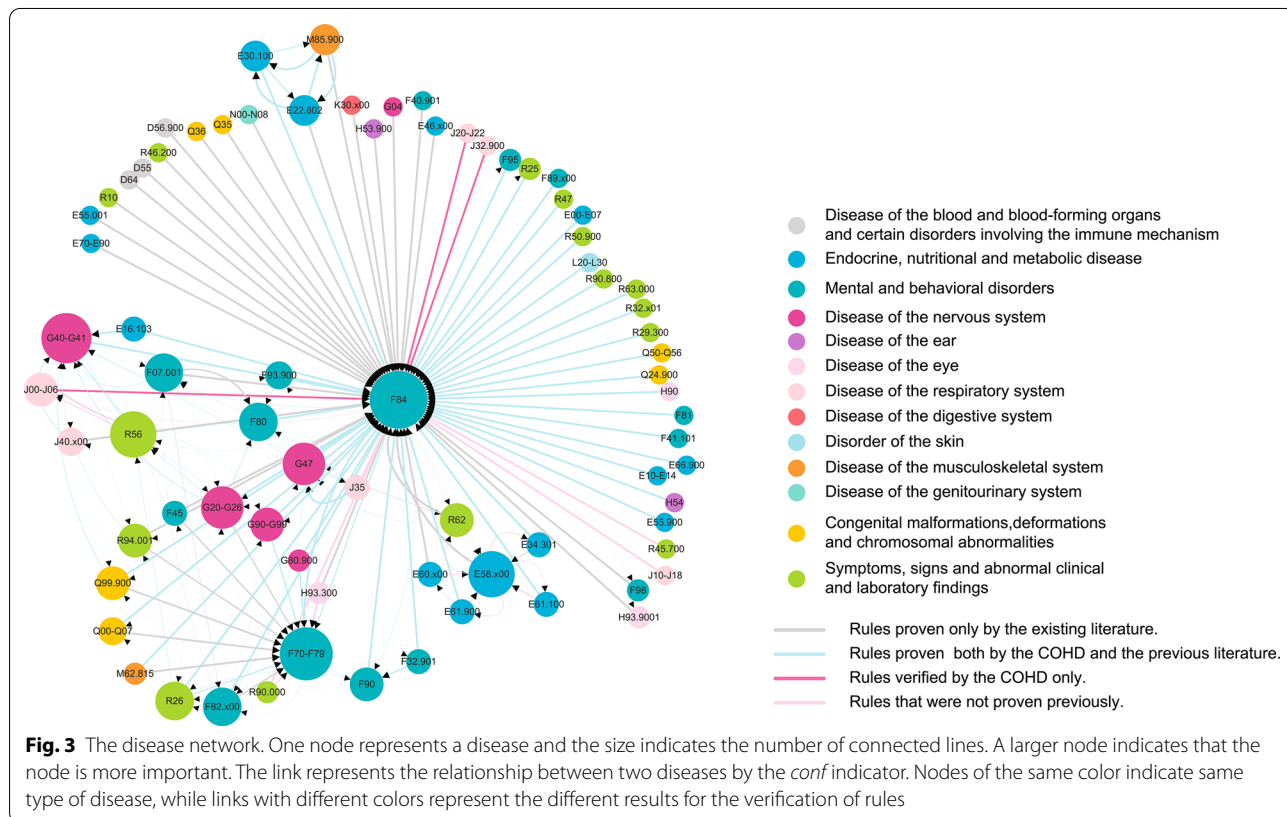 M85.900
E30.100
E22.802
K30.x00
G04
F40.901
N00-N08
H53.900
E46.x00
Q35
D56.900
Q36
J20-J22
J32.900
R46.200
D55
D64
F95
R25
F89.x00
R10
R47
E55.001
E00-E07
E70-E90
R50.900
L20-L30
R90.800
R63.000
R32.x01
E16.103
G40-G41
R29.300
Q50-Q56
F07.001
F93.900
Q24.900
J00-J06
H90
F84
F81
F80
R56
F41.101
J40.x00
G47
E66.900
E10-E14
J35
H54
G20-G26
F45
G90-G99
R62
E55.900
R94.001
E34.301
R45.700
G80.900
E60.x00
E58.x00
J10-J18
Q99.900
H93.300
F98
E61.900
E61.100
H93.9001
Q00-Q07
F70-F79
M62.815
F32.901
R90.000
F90
R26
F82.x00
Disease of the blood and blood-forming organs
and certain disorders involving the immune mechanism
Endocrine, nutritional and metabolic disease
Mental and behavioral disorders
Disease of the nervous system
Disease of the ear
Disease of the eye
Disease of the respiratory system
Disease of the digestive system
Disorder of the skin
Disease of the musculoskeletal system
Disease of the genitourinary system
Congenital malformations,deformations
and chromosomal abnormalities
Symptoms, signs and abnormal clinical
and laboratory findings
Rules proven only by the existing literature.
Rules proven both by the COHD and the previous literature.
Rules verified by the COHD only.
Rules that were not proven previously.
Fig. 3 The disease network. One node represents a disease and the size indicates the number of connected lines. A larger node indicates that the
node is more important. The link represents the relationship between two diseases by the conf indicator. Nodes of the same color indicate same
type of disease, while links with different colors represent the different results for the verification of rules